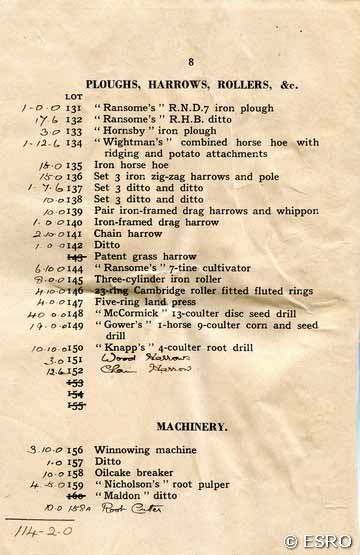 8
PLOUGHS, HARROWS, ROLLERS, &c.
LOT
1-0-0 131 “Ransome's” R.N.D.7 iron plough
17.6 132 “Ransome's” R.H.B. ditto
3.0 133 “Hornsby” iron plough
1-12-6 134 “Wightman's” combined horse hoe with
ridging and potato attachments
15.0 135 Iron horse hoe
15.0 136 Set 3 iron zig-zag harrows and pole
1-7-6 137 Set 3 ditto and ditto
10.0 138 Set 3 ditto and ditto
10.0 139 Pair iron-framed drag harrows and whippon
1.0.0 140 Iron-framed drag harrow
2.10.0 141 Chain harrow
1.0.0 142 Ditto
143 Patent grass harrow
6.10.0 144 “Ransome's” 7-tine cultivator
8.0.0 145 Three-cylinder iron roller
4.10.0 146 23-ring Cambridge roller fitted fluted rings
4.0.0 147 Five-ring land press
40.0.0 148 “McCormick” 13-coulter disc seed drill
19.0.0 149 “Gower's” 1-horse 9-coulter corn and seed
drill
10.10.0 150 “Knapp's” 4-coulter root drill
3.0 151 Wood Harrow
12.6 152 Chain Harrow
153
154
155
MACHINERY.
3.10.0 156 Winnowing machine
1.0 157 Ditto
10.0 158 Oilcake breaker
4.5.0 159 “Nicholson's” root pulper
160 “Maldon” ditto
10.0 158A Root Cutter
114-2-0
© ESRO